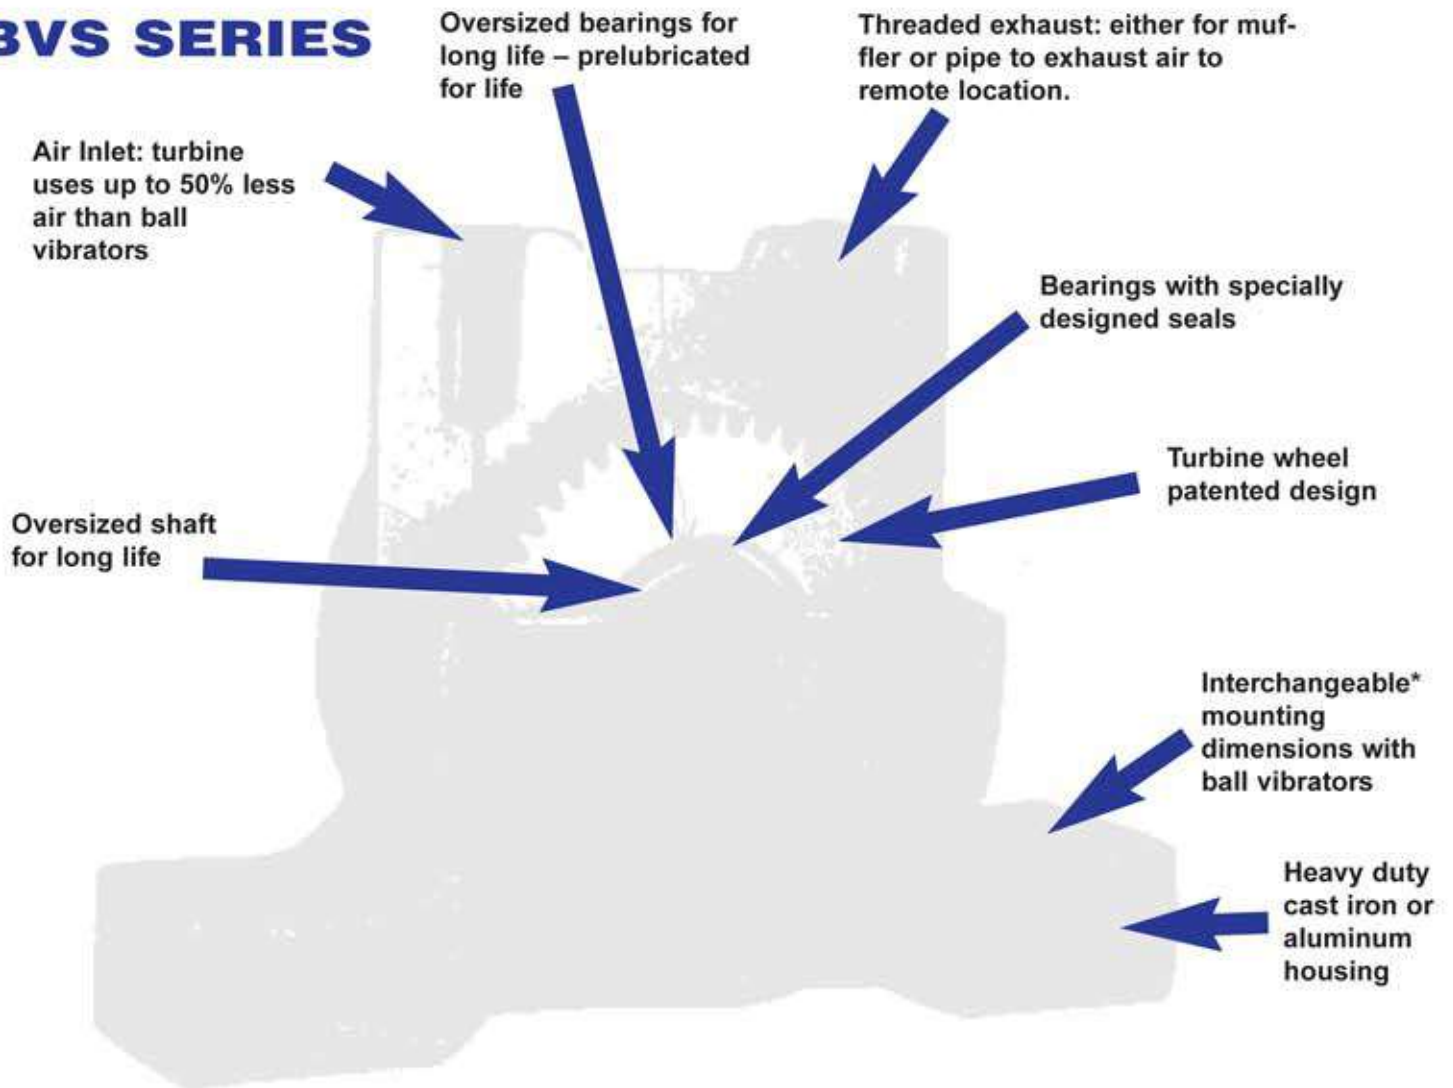 BVS SERIES
Oversized bearings for
long life – prelubricated
for life
Threaded exhaust: either for muf-
fler or pipe to exhaust air to
remote location.
Air Inlet: turbine
uses up to 50% less
air than ball
vibrators
Bearings with specially
designed seals
Turbine wheel
patented design
Oversized shaft
for long life
Interchangeable*
mounting
dimensions with
ball vibrators
Heavy duty
cast iron or
aluminum
housing